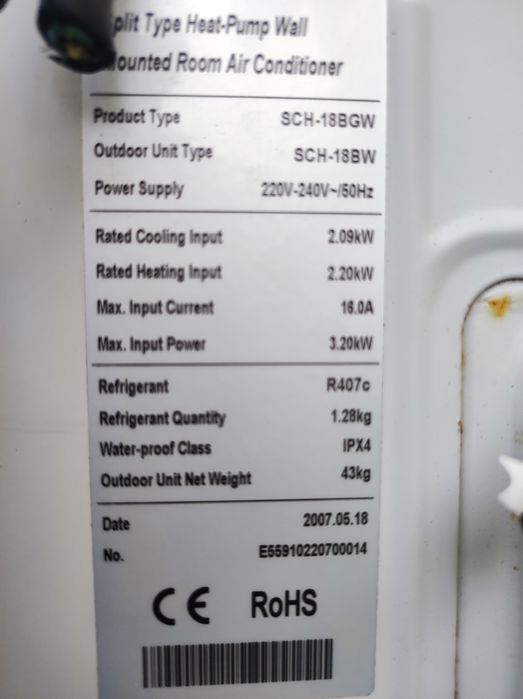 Split Type Heat-Pump Wall
Mounted Room Air Conditioner
Product Type SCH-18BGW
Outdoor Unit Type SCH-18BW
Power Supply 220V-240V~/50Hz
Rated Cooling Input 2.09kW
Rated Heating Input 2.20kW
Max. Input Current 16.0A
Max. Input Power 3.20kW
Refrigerant R407c
Refrigerant Quantity 1.28kg
Water-proof Class IPX4
Outdoor Unit Net Weight 43kg
Date 2007.05.18
No. E55910220700014
CE RoHS